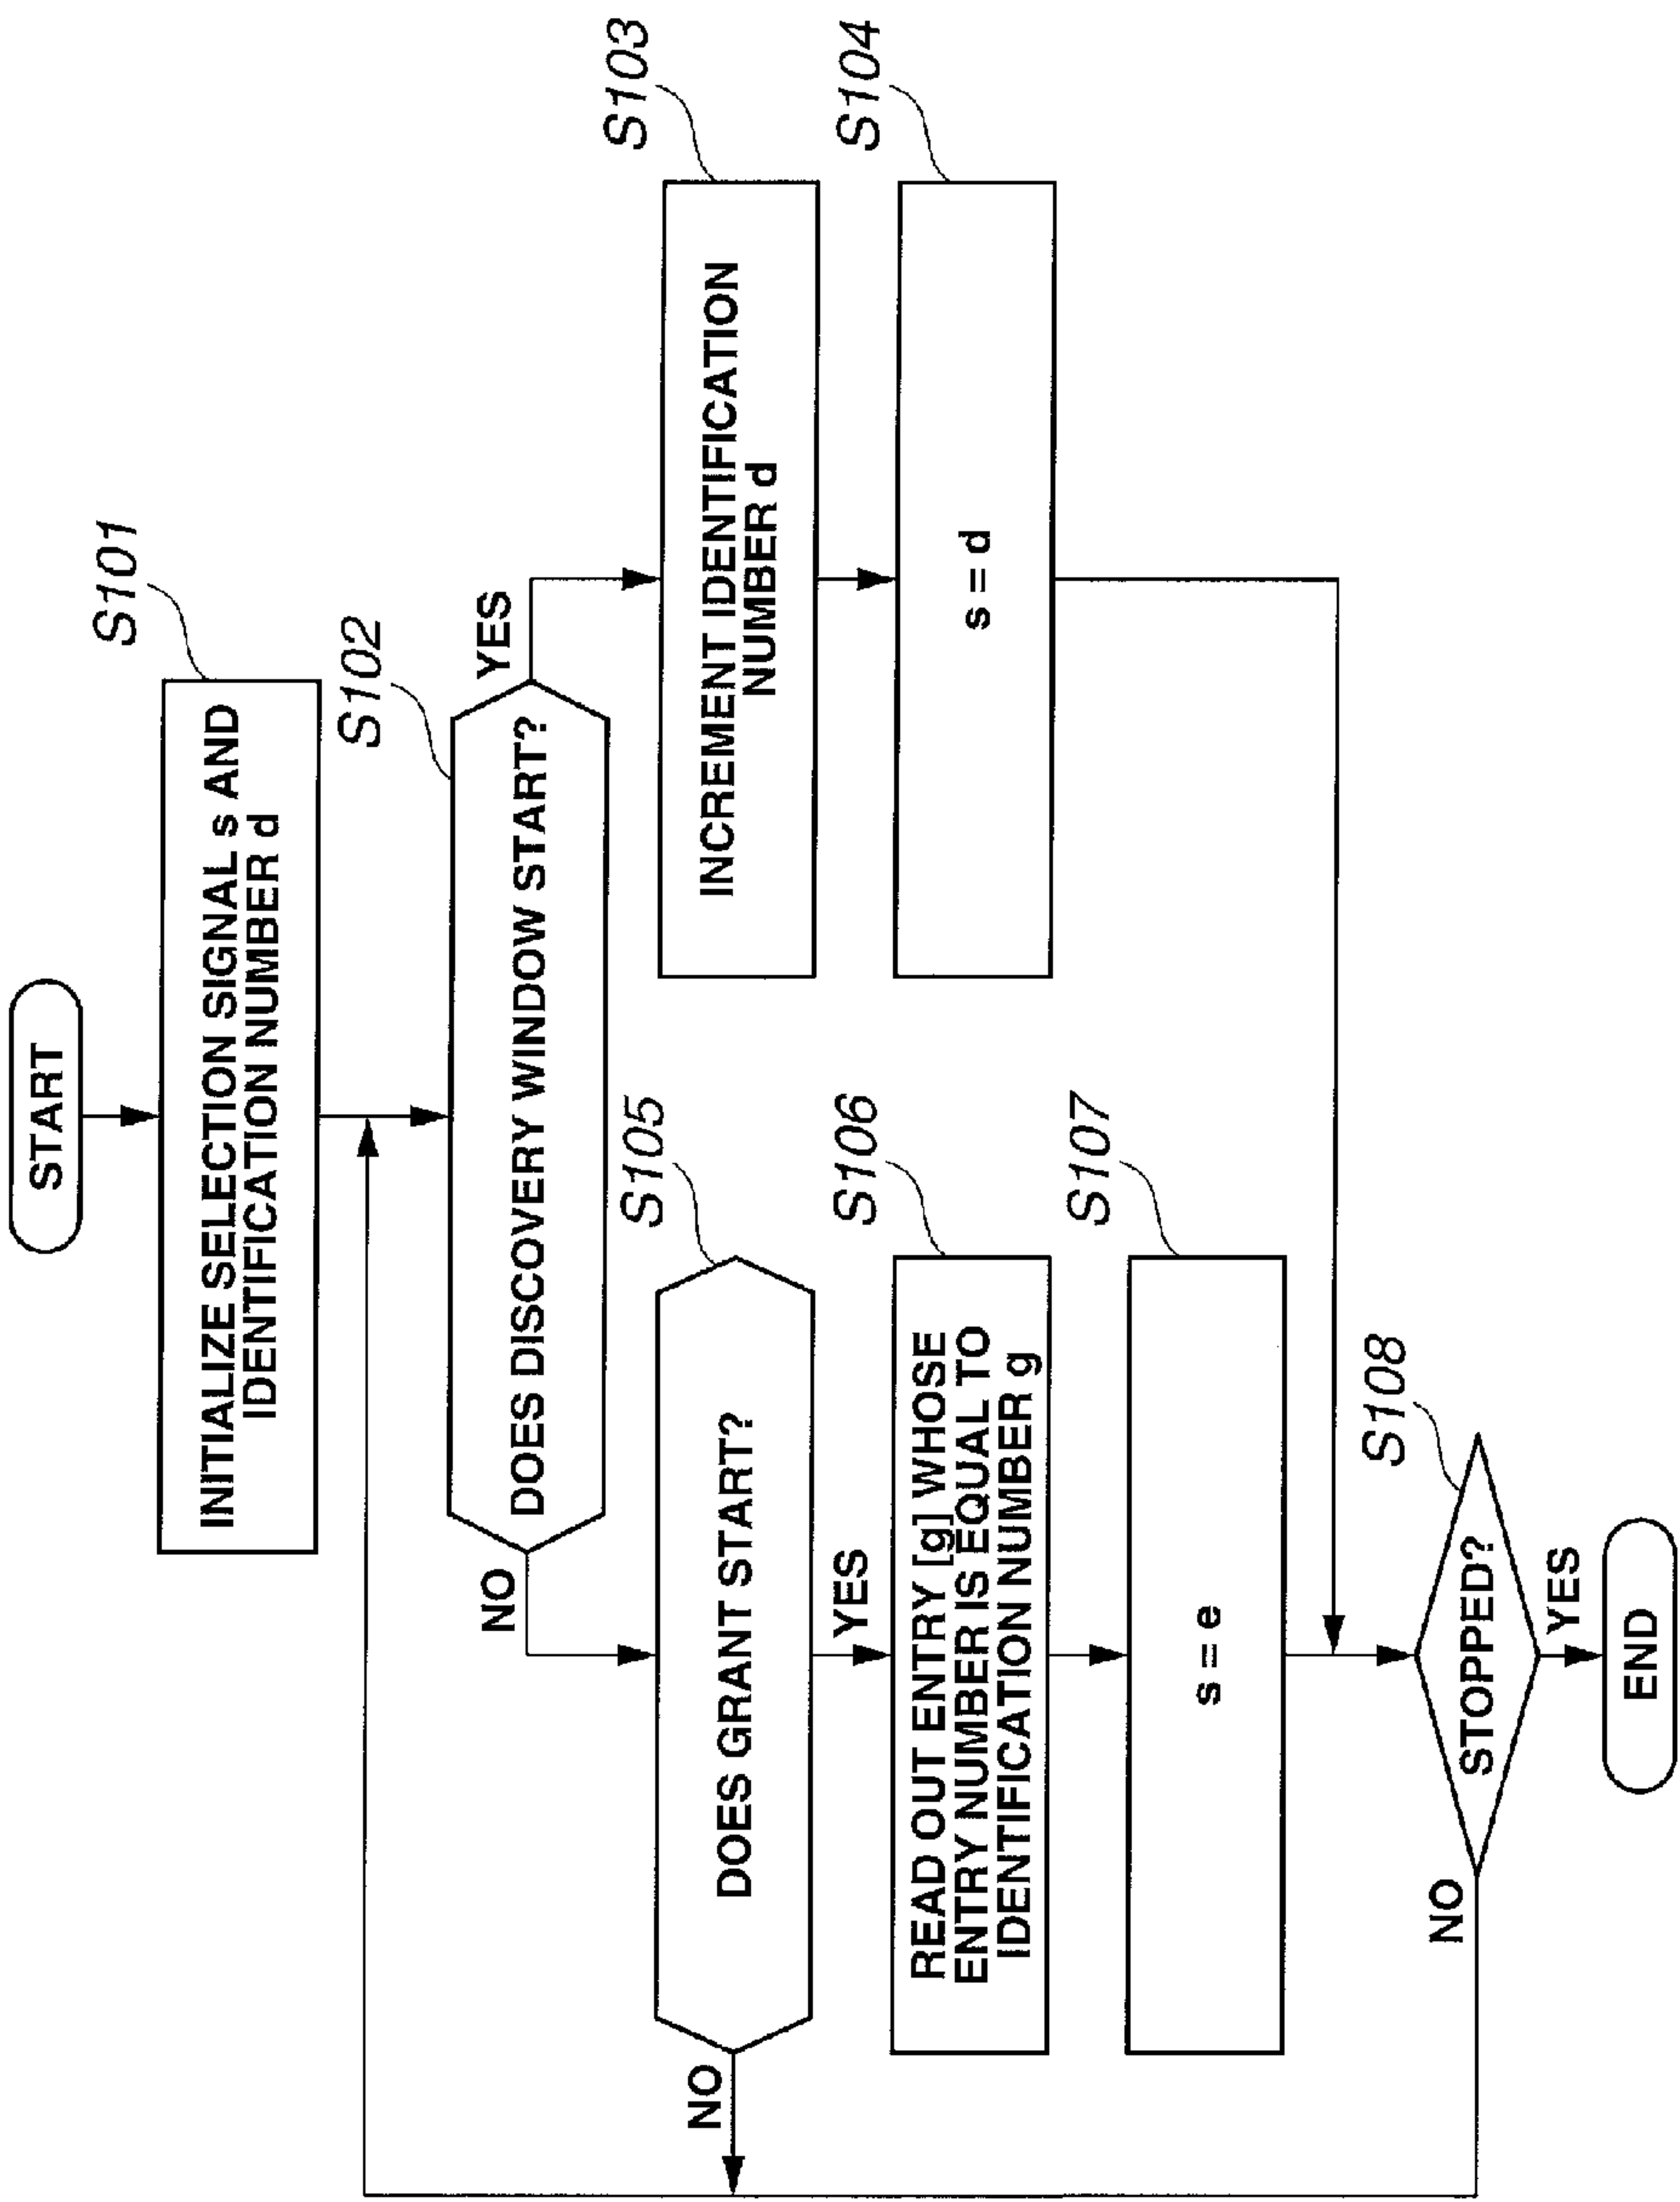 START
S101
INITIALIZE SELECTION SIGNAL s AND
IDENTIFICATION NUMBER d
S102
DOES DISCOVERY WINDOW START?
YES
NO
S103
INCREMENT IDENTIFICATION
NUMBER d
S104
s = d
S105
DOES GRANT START?
NO
YES
S106
READ OUT ENTRY [g] WHOSE
ENTRY NUMBER IS EQUAL TO
IDENTIFICATION NUMBER g
S107
s = e
S108
STOPPED?
NO
YES
END